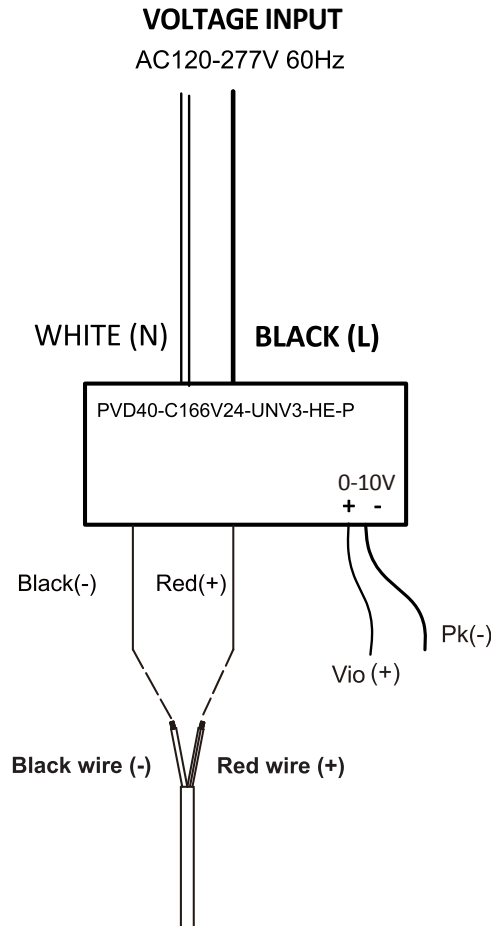 VOLTAGE INPUT
AC120-277V 60Hz
WHITE (N)
BLACK (L)
PVD40-C166V24-UNV3-HE-P
0-10V
+ -
Black(-)
Red(+)
Pk(-)
Vio (+)
Black wire (-)
Red wire (+)